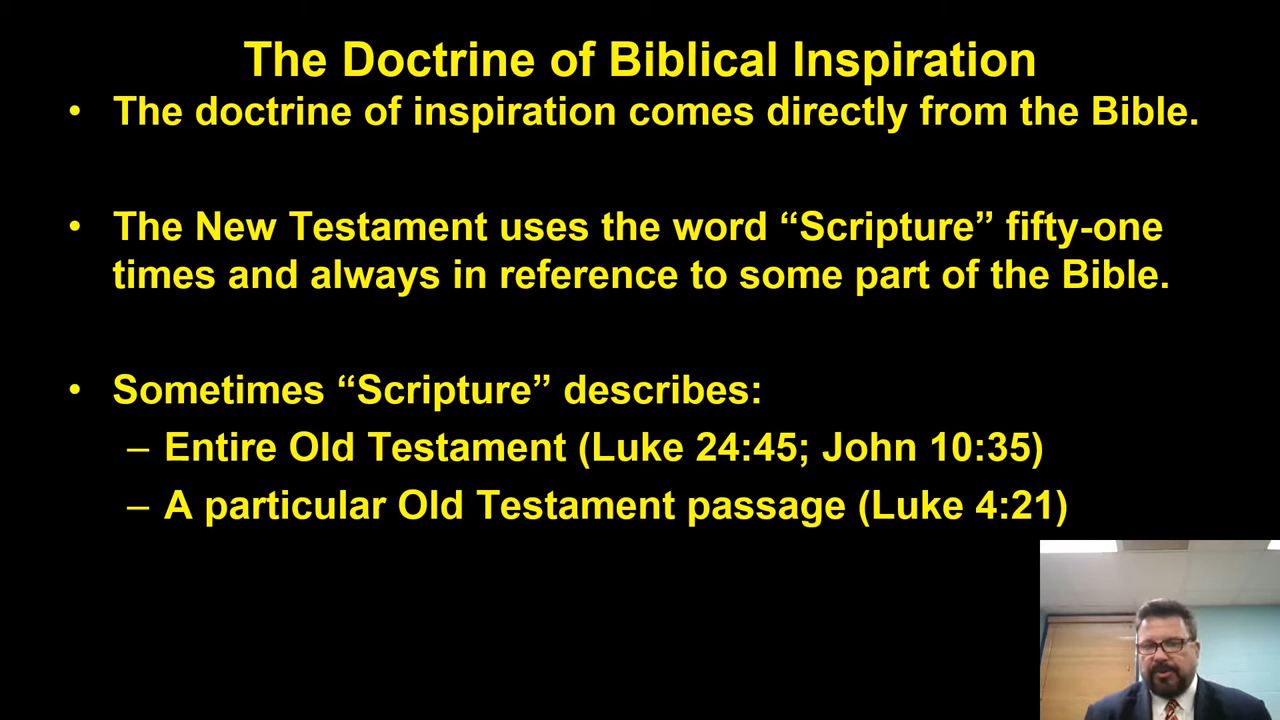 The Doctrine of Biblical Inspiration
• The doctrine of inspiration comes directly from the Bible.
• The New Testament uses the word “Scripture” fifty-one
times and always in reference to some part of the Bible.
• Sometimes “Scripture” describes:
– Entire Old Testament (Luke 24:45; John 10:35)
– A particular Old Testament passage (Luke 4:21)